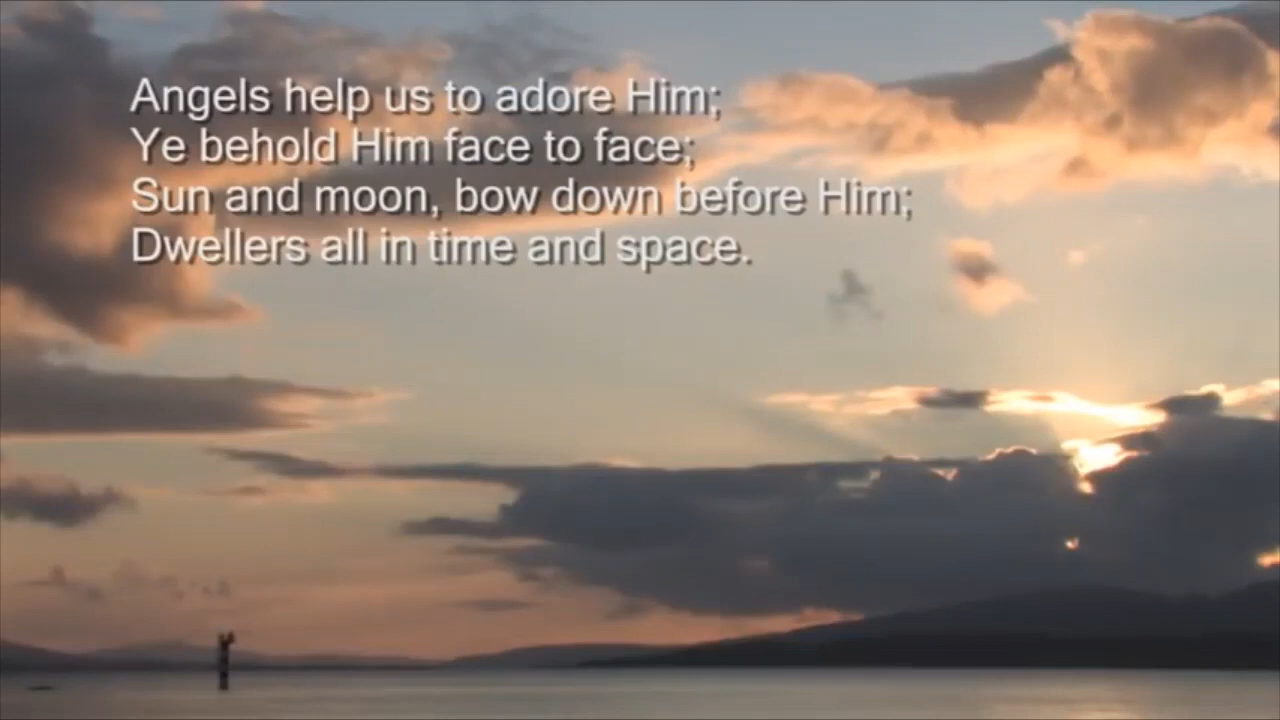 Angels help us to adore Him;
Ye behold Him face to face;
Sun and moon, bow down before Him;
Dwellers all in time and space.